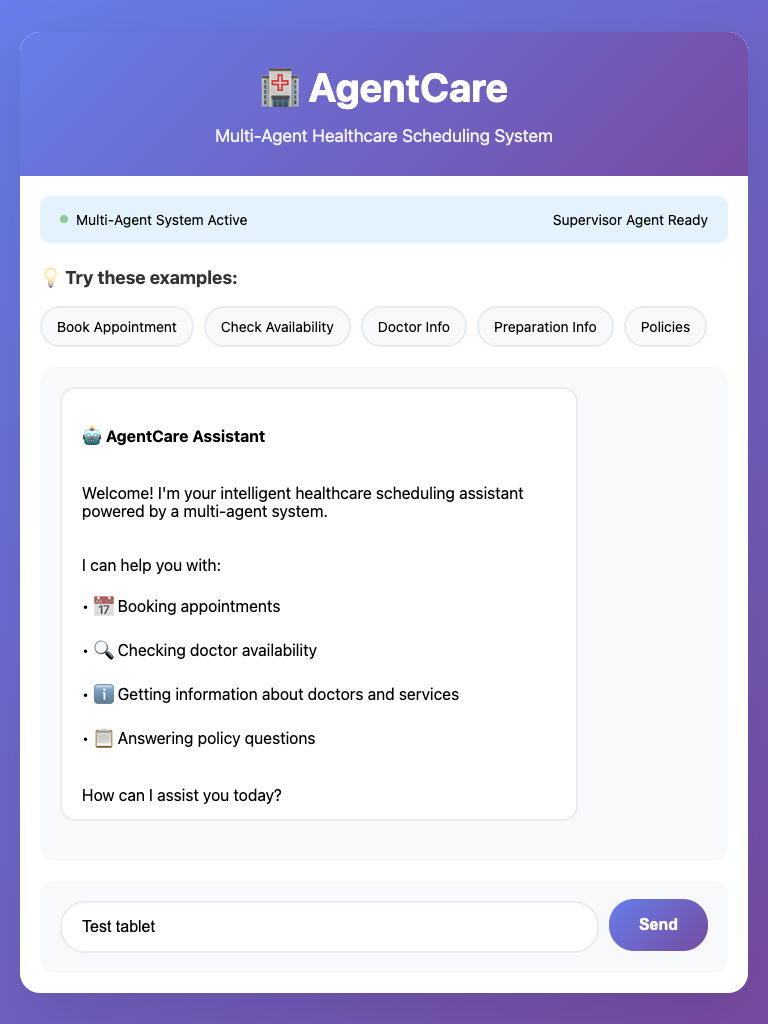 AgentCare
Multi-Agent Healthcare Scheduling System
Multi-Agent System Active
Supervisor Agent Ready
Try these examples:
Book Appointment
Check Availability
Doctor Info
Preparation Info
Policies
AgentCare Assistant
Welcome! I'm your intelligent healthcare scheduling assistant
powered by a multi-agent system.
I can help you with:
• 📅 Booking appointments
• 🔍 Checking doctor availability
• ℹ️ Getting information about doctors and services
• 📋 Answering policy questions
How can I assist you today?
Test tablet
Send